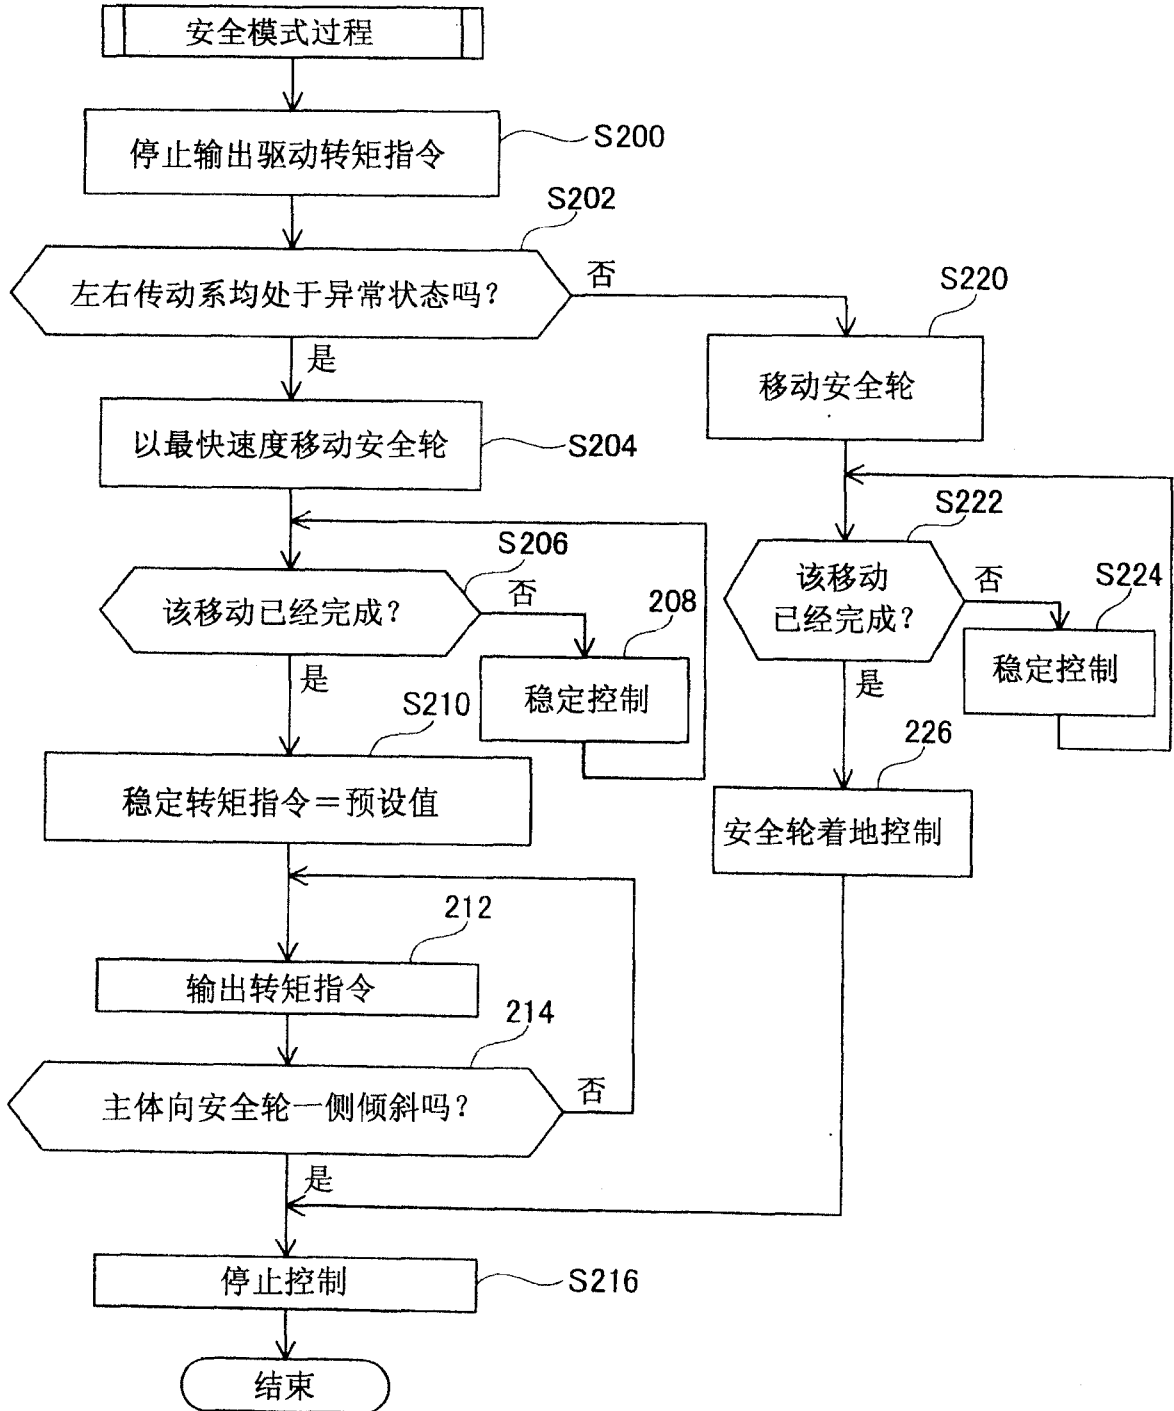 安全模式过程
停止输出驱动转矩指令
S200
S202
左右传动系均处于异常状态吗?
否
是
S220
移动安全轮
以最快速度移动安全轮
S204
S206
该移动已经完成?
否
208
稳定控制
是
S222
该移动
已经完成?
否
S224
稳定控制
是
S210
稳定转矩指令=预设值
226
安全轮着地控制
212
输出转矩指令
214
主体向安全轮一侧倾斜吗?
否
是
停止控制
S216
结束